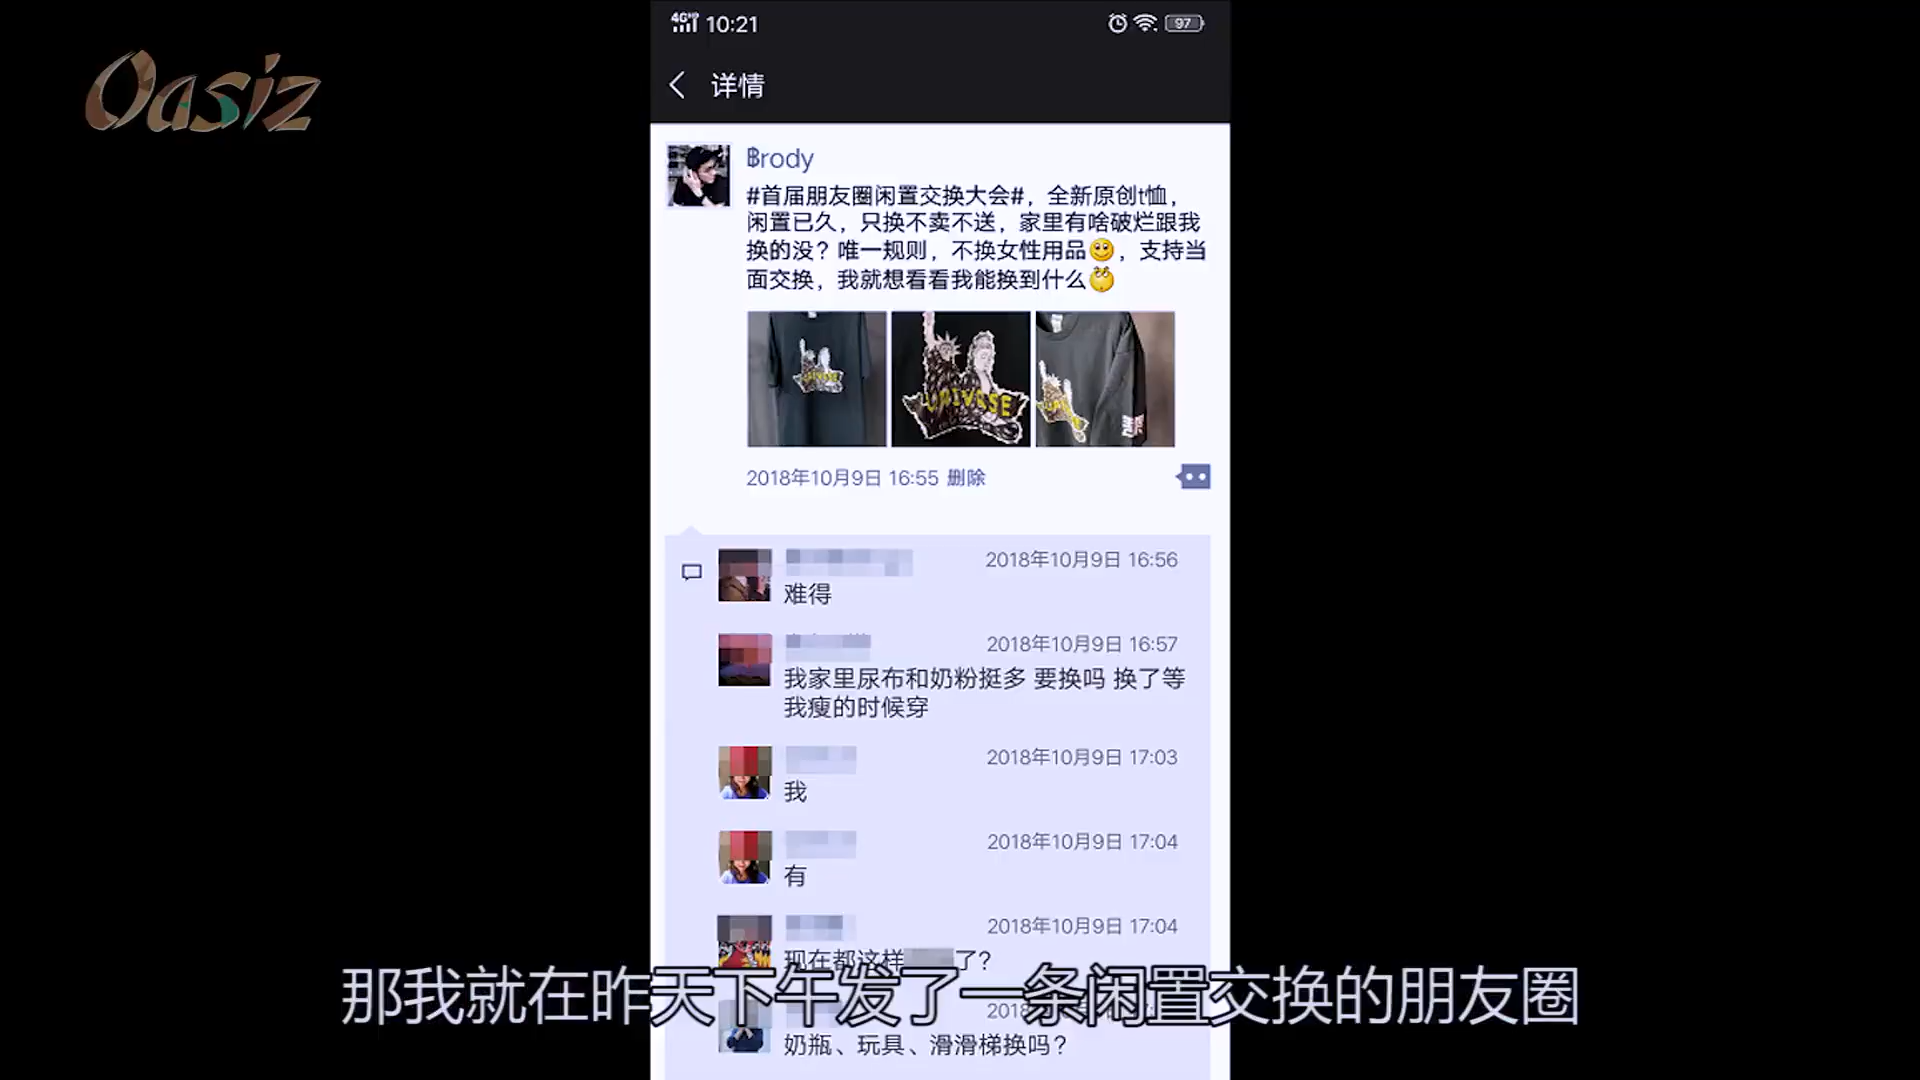 Oasiz
4G 10:21
97
详情
Brody
#首届朋友圈闲置交换大会#，全新原创t恤，
闲置已久，只换不卖不送，家里有啥破烂跟我
换的没？唯一规则，不换女性用品，支持当
面交换，我就想看看我能换到什么
2018年10月9日 16:55 删除
2018年10月9日 16:56
难得
2018年10月9日 16:57
我家里尿布和奶粉挺多 要换吗 换了等
我瘦的时候穿
2018年10月9日 17:03
我
2018年10月9日 17:04
有
2018年10月9日 17:04
现在都这样 了？
那我就在昨天下午发了一条闲置交换的朋友圈
奶瓶、玩具、滑滑梯换吗？